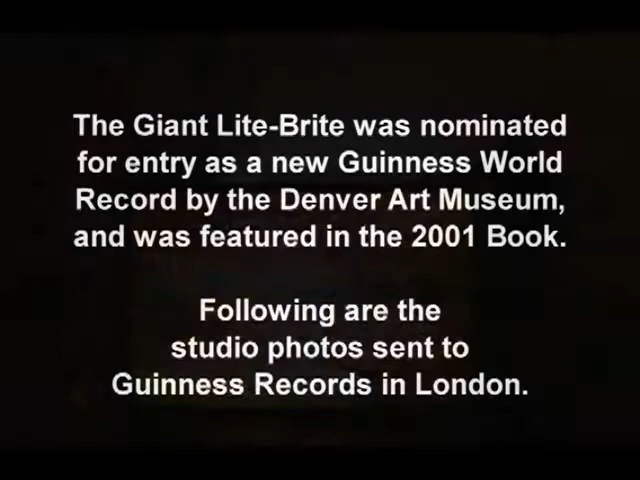 The Giant Lite-Brite was nominated
for entry as a new Guinness World
Record by the Denver Art Museum,
and was featured in the 2001 Book.
Following are the
studio photos sent to
Guinness Records in London.